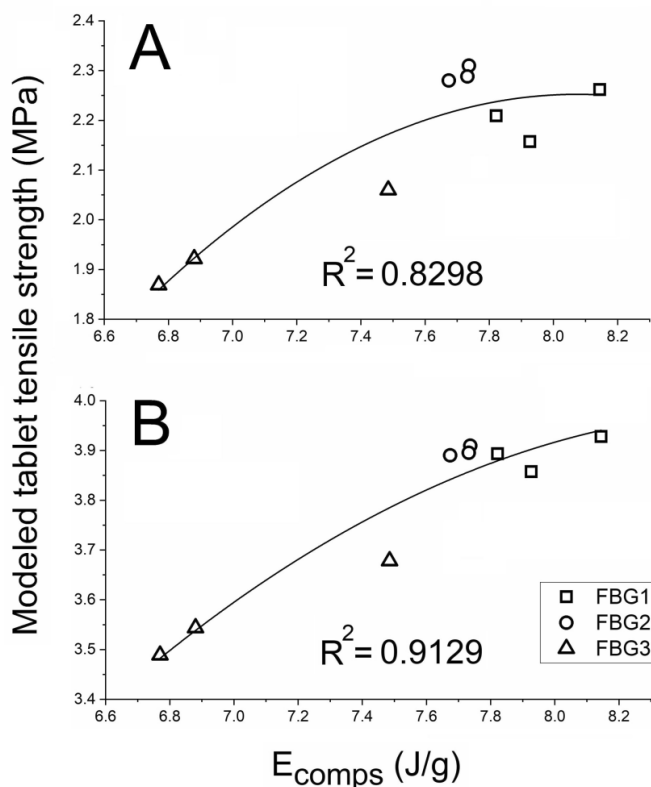 Modeled tablet tensile strength (MPa)
A
2.4
2.3
2.2
2.1
2.0
1.9
1.8
R2 = 0.8298
6.6 6.8 7.0 7.2 7.4 7.6 7.8 8.0 8.2
B
4.0
3.9
3.8
3.7
3.6
3.5
3.4
R2 = 0.9129
FBG1
FBG2
FBG3
6.6 6.8 7.0 7.2 7.4 7.6 7.8 8.0 8.2
Ecomps (J/g)